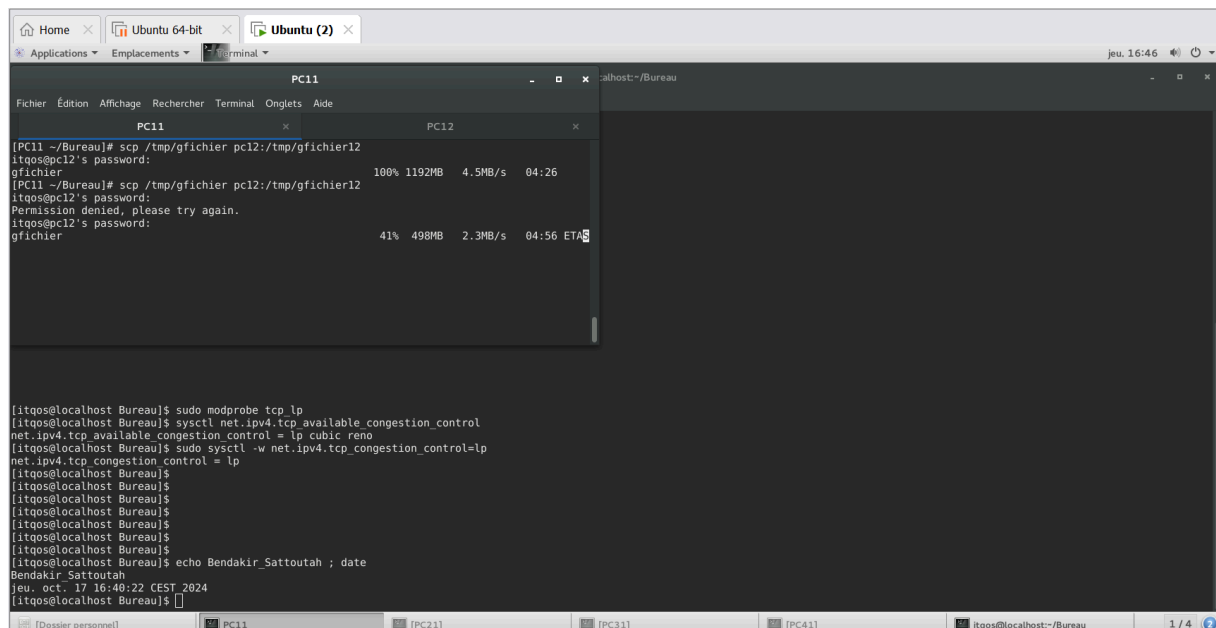 Home × Ubuntu 64-bit × Ubuntu (2) ×
Applications Emplacements Terminal jeu. 16:46
PC11 alhost:~/Bureau
Fichier Édition Affichage Rechercher Terminal Onglets Aide
PC11 × PC12 ×
[PC11 ~/Bureau]# scp /tmp/gfichier pc12:/tmp/gfichier12
itqos@pc12's password:
gfichier 100% 1192MB 4.5MB/s 04:26
[PC11 ~/Bureau]# scp /tmp/gfichier pc12:/tmp/gfichier12
itqos@pc12's password:
Permission denied, please try again.
itqos@pc12's password:
gfichier 41% 498MB 2.3MB/s 04:56 ETAS
[itqos@localhost Bureau]$ sudo modprobe tcp_lp
[itqos@localhost Bureau]$ sysctl net.ipv4.tcp_available_congestion_control
net.ipv4.tcp_available_congestion_control = lp cubic reno
[itqos@localhost Bureau]$ sudo sysctl -w net.ipv4.tcp_congestion_control=lp
net.ipv4.tcp_congestion_control = lp
[itqos@localhost Bureau]$
[itqos@localhost Bureau]$
[itqos@localhost Bureau]$
[itqos@localhost Bureau]$
[itqos@localhost Bureau]$
[itqos@localhost Bureau]$
[itqos@localhost Bureau]$
[itqos@localhost Bureau]$ echo Bendakir_Sattoutah ; date
Bendakir_Sattoutah
jeu. oct. 17 16:40:22 CEST 2024
[itqos@localhost Bureau]$
[Dossier personnel] PC11 [PC21] [PC31] [PC41] itqos@localhost:~/Bureau 1 / 4 2